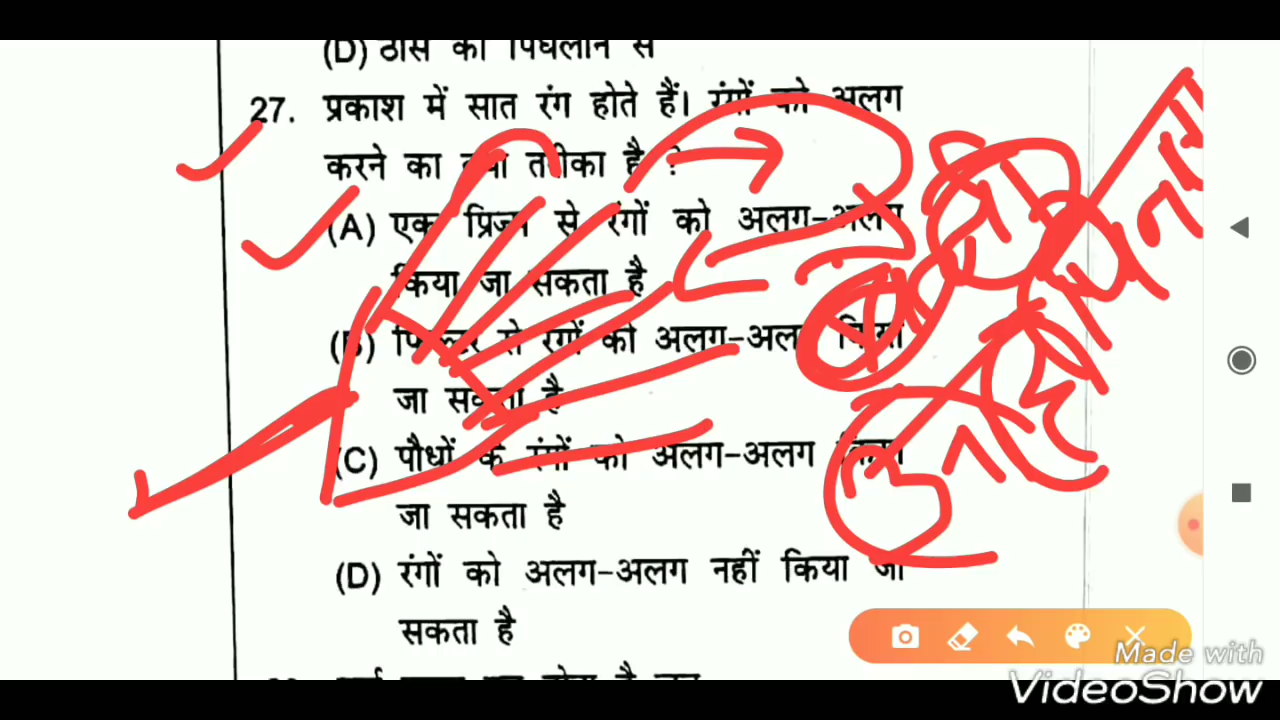 (D) ठोस को पिघलाने से
27. प्रकाश में सात रंग होते हैं। रंगों को अलग
करने का क्या तरीका है ?
(A) एक प्रिज्म से रंगों को अलग-अलग
किया जा सकता है
(B) फिल्टर से रंगों को अलग-अलग किया
जा सकता है
(C) पौधों के रंगों को अलग-अलग किया
जा सकता है
(D) रंगों को अलग-अलग नहीं किया जा
सकता है
Made with
VideoShow